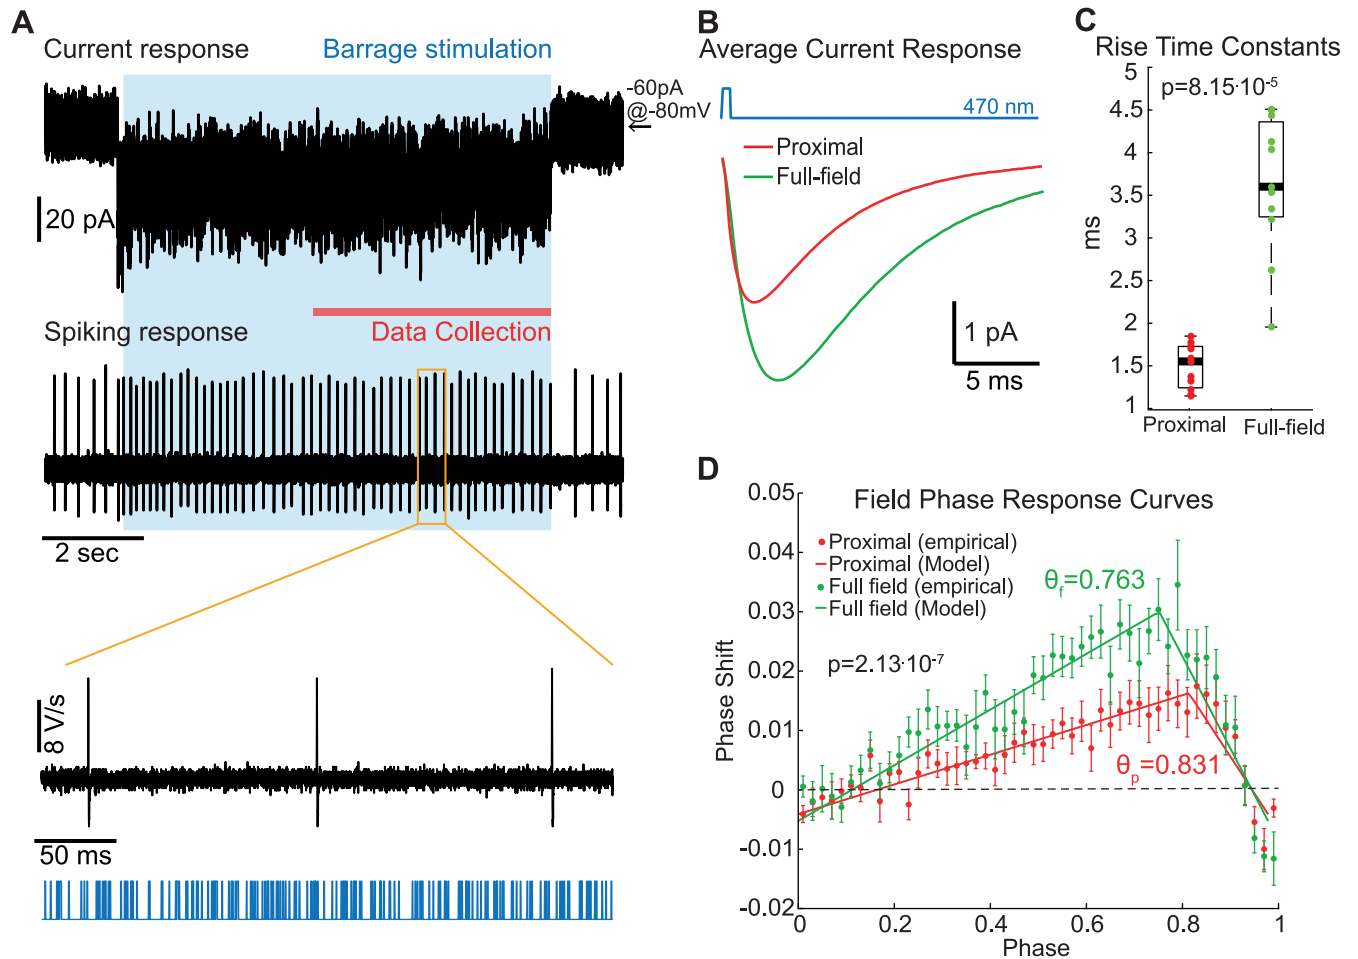 A
Current response
Barrage stimulation
-60pA
@-80mV
20 pA
Spiking response
Data Collection
2 sec
8 V/s
50 ms
B
Average Current Response
470 nm
Proximal
Full-field
1 pA
5 ms
C
Rise Time Constants
p=8.15·10-5
5
4.5
4
3.5
3
2.5
2
1.5
1
ms
Proximal
Full-field
D
Field Phase Response Curves
Proximal (empirical)
Proximal (Model)
Full field (empirical)
Full field (Model)
θf=0.763
p=2.13·10-7
θp=0.831
0.05
0.04
0.03
0.02
0.01
0
-0.01
-0.02
Phase Shift
0
0.2
0.4
0.6
0.8
1
Phase